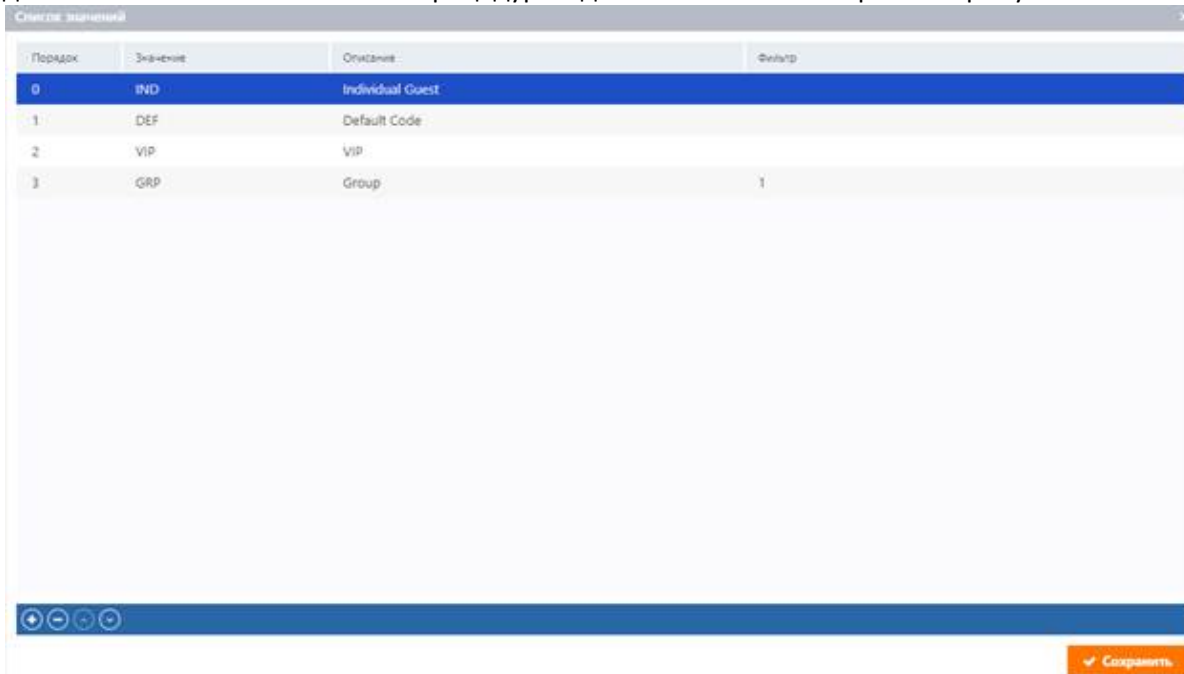 Список значений
Порядок Значение Описание Фильтр
0 IND Individual Guest
1 DEF Default Code
2 VIP VIP
3 GRP Group 1
Сохранить